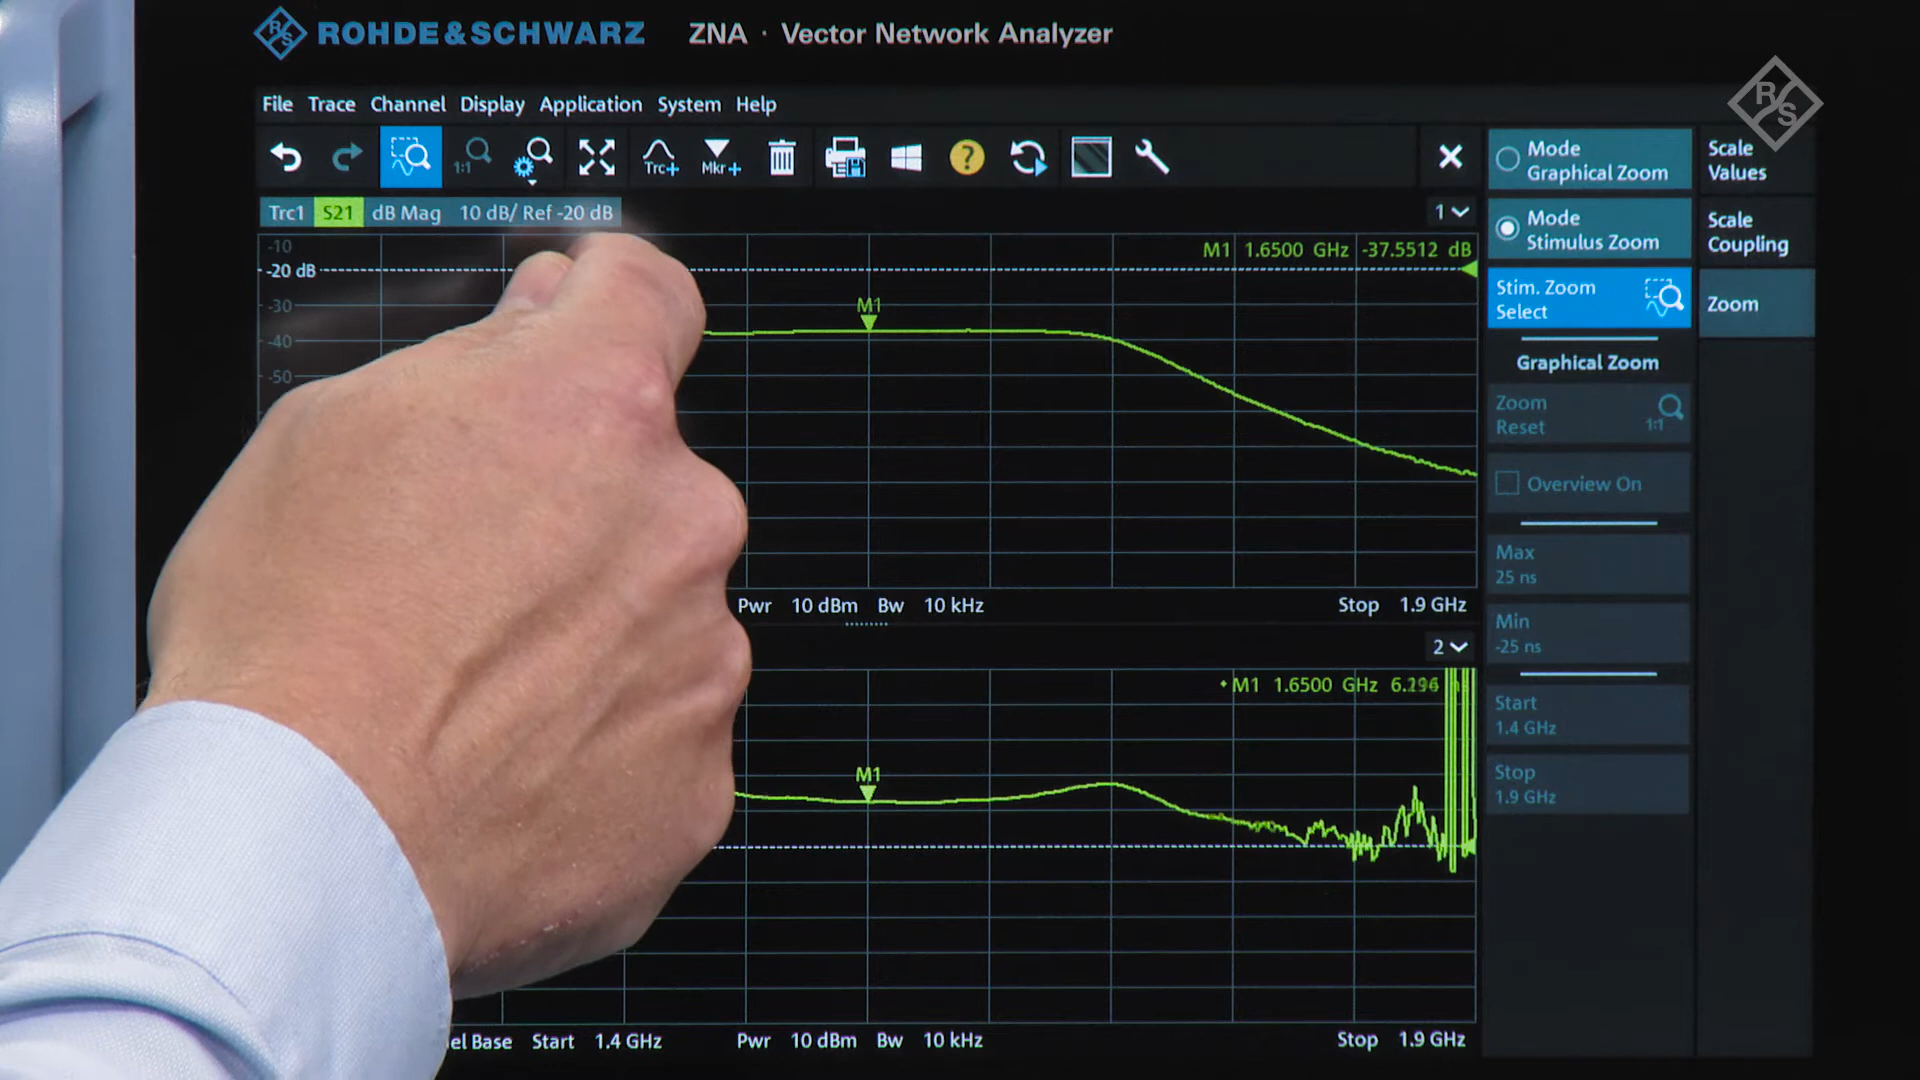 ROHDE & SCHWARZ ZNA · Vector Network Analyzer
R S
File Trace Channel Display Application System Help
1:1 Trc+ Mkr+ ?
Trc1 S21 dB Mag 10 dB/ Ref -20 dB 1
-10
-20 dB
-30
-40
-50
M1 1.6500 GHz -37.5512 dB
M1
Pwr 10 dBm Bw 10 kHz Stop 1.9 GHz
2
M1 1.6500 GHz
M1
Base Start 1.4 GHz Pwr 10 dBm Bw 10 kHz Stop 1.9 GHz
Mode
Graphical Zoom
Mode
Stimulus Zoom
Stim. Zoom
Select
Graphical Zoom
Zoom
Reset 1:1
Overview On
Max
25 ns
Min
-25 ns
Start
1.4 GHz
Stop
1.9 GHz
Scale
Values
Scale
Coupling
Zoom
R S